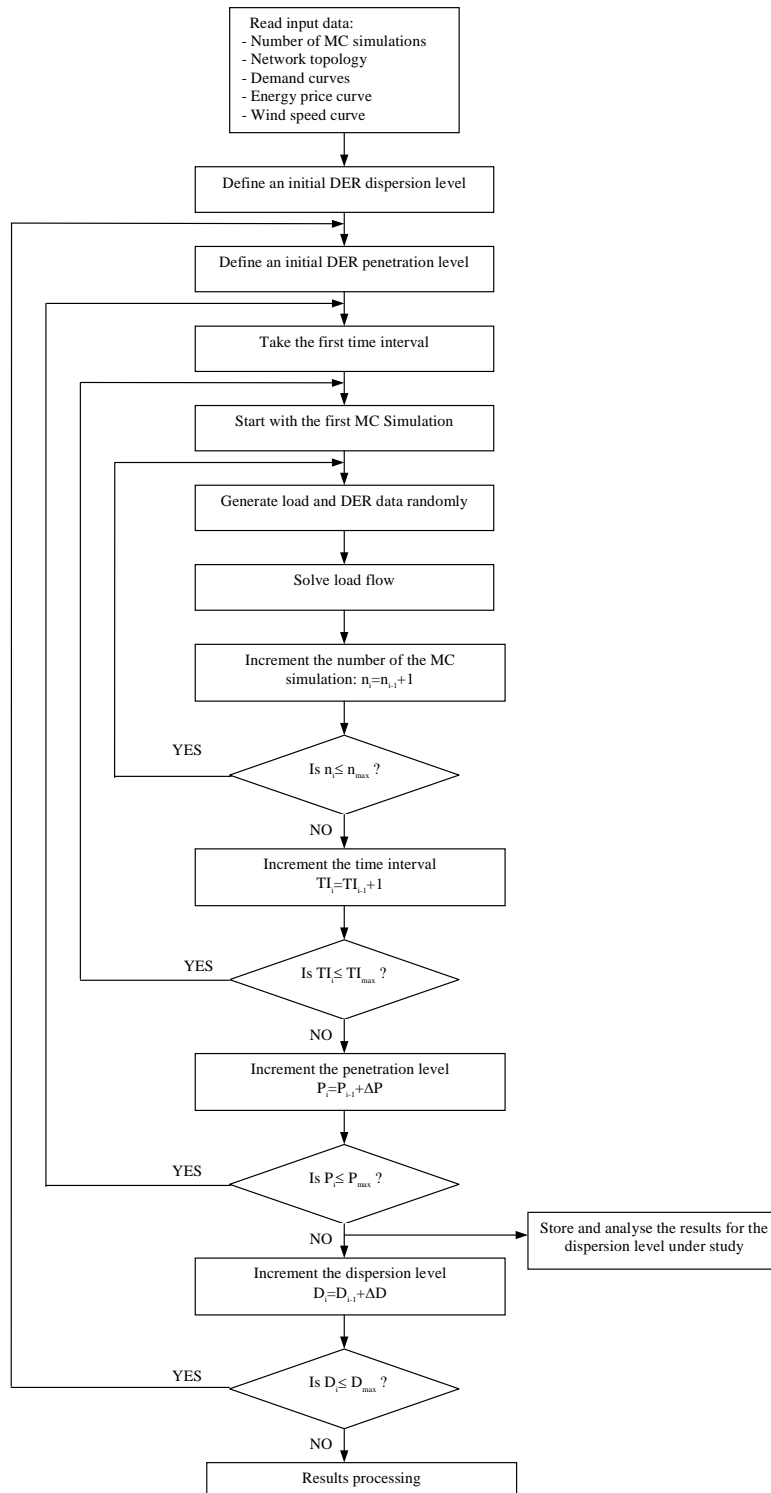 Read input data:
- Number of MC simulations
- Network topology
- Demand curves
- Energy price curve
- Wind speed curve
Define an initial DER dispersion level
Define an initial DER penetration level
Take the first time interval
Start with the first MC Simulation
Generate load and DER data randomly
Solve load flow
Increment the number of the MC
simulation: nᵢ=nᵢ₋₁+1
YES
Is nᵢ≤ nₘₐₓ ?
NO
Increment the time interval
TIᵢ=TIᵢ₋₁+1
YES
Is TIᵢ≤ TIₘₐₓ ?
NO
Increment the penetration level
Pᵢ=Pᵢ₋₁+ΔP
YES
Is Pᵢ≤ Pₘₐₓ ?
NO
Store and analyse the results for the
dispersion level under study
Increment the dispersion level
Dᵢ=Dᵢ₋₁+ΔD
YES
Is Dᵢ≤ Dₘₐₓ ?
NO
Results processing